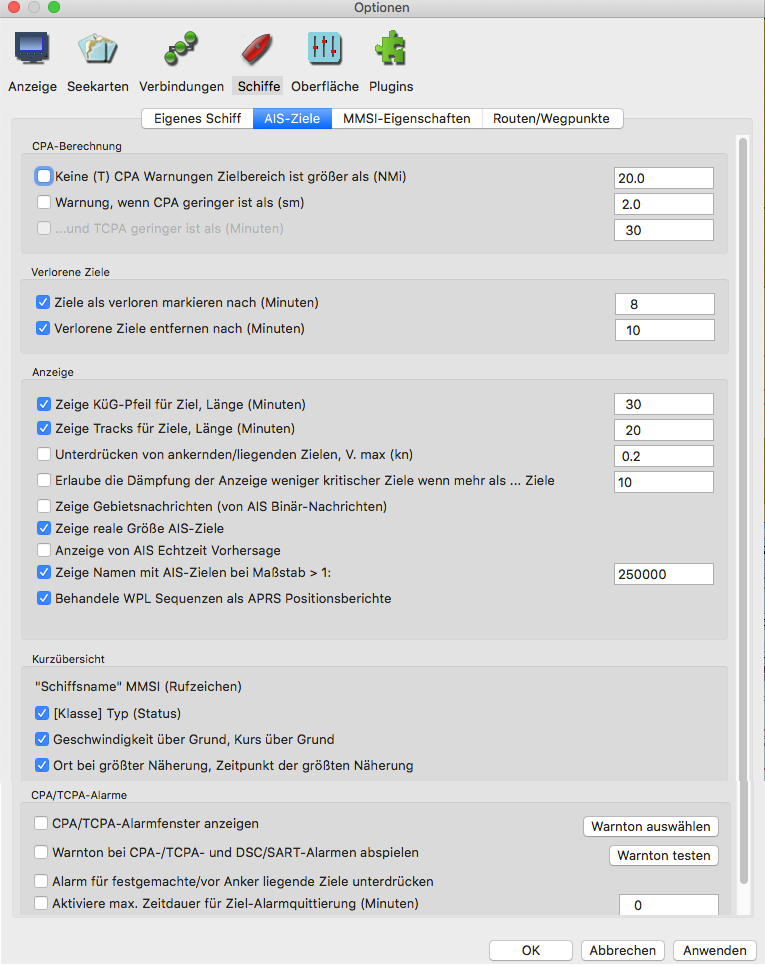 Optionen
Anzeige Seekarten Verbindungen Schiffe Oberfläche Plugins
Eigenes Schiff AIS-Ziele MMSI-Eigenschaften Routen/Wegpunkte
CPA-Berechnung
Keine (T) CPA Warnungen Zielbereich ist größer als (NMi) 20.0
Warnung, wenn CPA geringer ist als (sm) 2.0
...und TCPA geringer ist als (Minuten) 30
Verlorene Ziele
Ziele als verloren markieren nach (Minuten) 8
Verlorene Ziele entfernen nach (Minuten) 10
Anzeige
Zeige KüG-Pfeil für Ziel, Länge (Minuten) 30
Zeige Tracks für Ziele, Länge (Minuten) 20
Unterdrücken von ankernden/liegenden Zielen, V. max (kn) 0.2
Erlaube die Dämpfung der Anzeige weniger kritischer Ziele wenn mehr als ... Ziele 10
Zeige Gebietsnachrichten (von AIS Binär-Nachrichten)
Zeige reale Größe AIS-Ziele
Anzeige von AIS Echtzeit Vorhersage
Zeige Namen mit AIS-Zielen bei Maßstab > 1: 250000
Behandele WPL Sequenzen als APRS Positionsberichte
Kurzübersicht
"Schiffsname" MMSI (Rufzeichen)
[Klasse] Typ (Status)
Geschwindigkeit über Grund, Kurs über Grund
Ort bei größter Näherung, Zeitpunkt der größten Näherung
CPA/TCPA-Alarme
CPA/TCPA-Alarmfenster anzeigen Warnton auswählen
Warnton bei CPA-/TCPA- und DSC/SART-Alarmen abspielen Warnton testen
Alarm für festgemachte/vor Anker liegende Ziele unterdrücken
Aktiviere max. Zeitdauer für Ziel-Alarmquittierung (Minuten) 0
OK Abbrechen Anwenden